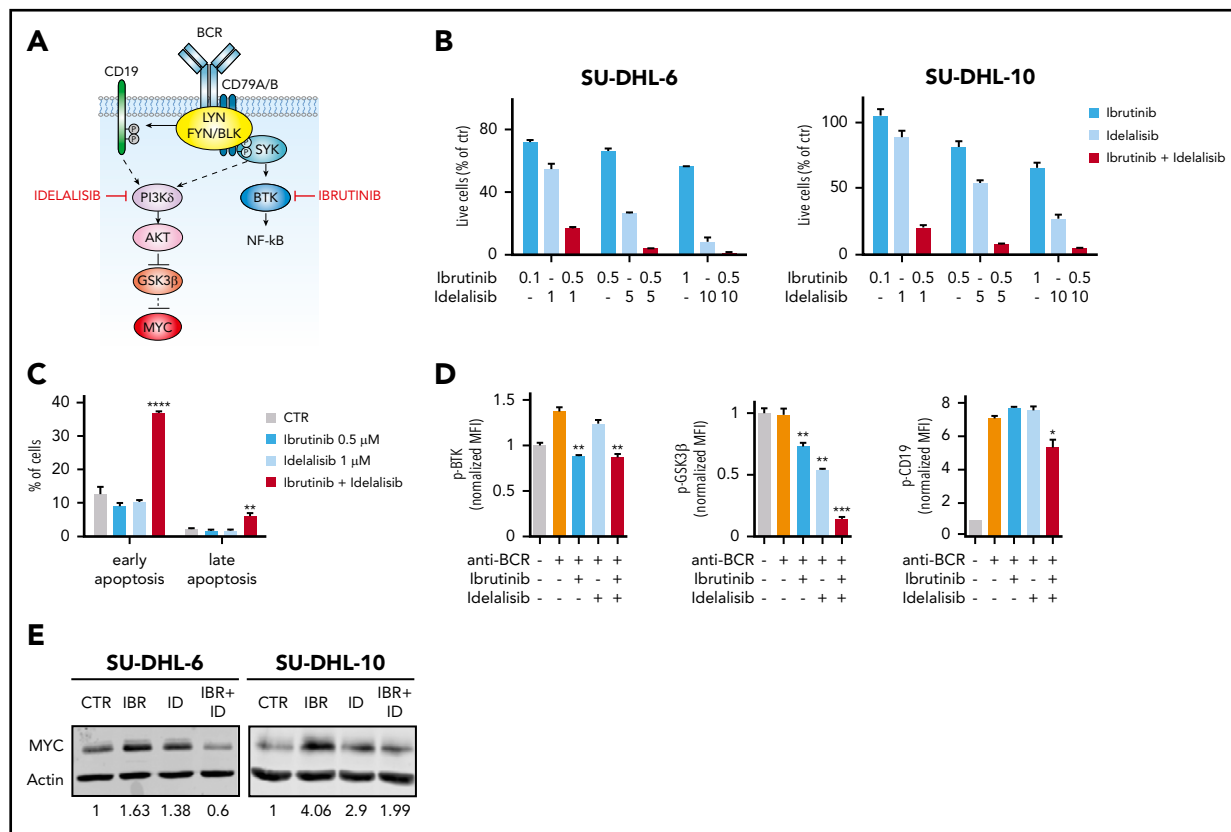 A
BCR
CD19
CD79A/B
LYN
FYN/BLK
P
P
P
P
SYK
IDELALISIB
PI3Kδ
BTK
IBRUTINIB
AKT
NF-kB
GSK3β
MYC
B
SU-DHL-6
Live cells (% of ctr)
80
40
0
Ibrutinib 0.1 - 0.5 0.5 - 0.5 1 - 0.5
Idelalisib - 1 1 - 5 5 - 10 10
SU-DHL-10
Live cells (% of ctr)
100
50
0
Ibrutinib 0.1 - 0.5 0.5 - 0.5 1 - 0.5
Idelalisib - 1 1 - 5 5 - 10 10
Ibrutinib
Idelalisib
Ibrutinib + Idelalisib
C
% of cells
40
30
20
10
0
****
**
early
apoptosis
late
apoptosis
CTR
Ibrutinib 0.5 μM
Idelalisib 1 μM
Ibrutinib + Idelalisib
D
p-BTK
(normalized MFI)
1.5
1
0.5
0
** **
anti-BCR - + + + +
Ibrutinib - - + - +
Idelalisib - - - + +
p-GSK3β
(normalized MFI)
1
0.5
0
** ** ***
anti-BCR - + + + +
Ibrutinib - - + - +
Idelalisib - - - + +
p-CD19
(normalized MFI)
8
6
4
2
0
*
anti-BCR - + + + +
Ibrutinib - - + - +
Idelalisib - - - + +
E
SU-DHL-6
CTR IBR ID IBR+
ID
SU-DHL-10
CTR IBR ID IBR+
ID
MYC
Actin
1 1.63 1.38 0.6
1 4.06 2.9 1.99